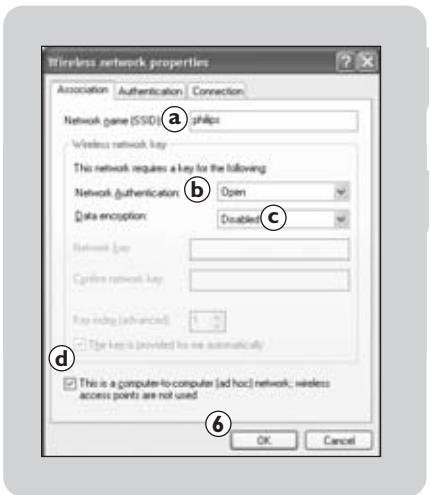 Wireless network properties
Association Authentication Connection
Network name (SSID): a philips
Wireless network key
This network requires a key for the following:
Network Authentication: b Open
Data encryption: Disabled c
Network key:
Confirm network key:
Key index (advanced): 1
The key is provided for me automatically
d
This is a computer-to-computer (ad hoc) network; wireless
access points are not used
6
OK Cancel